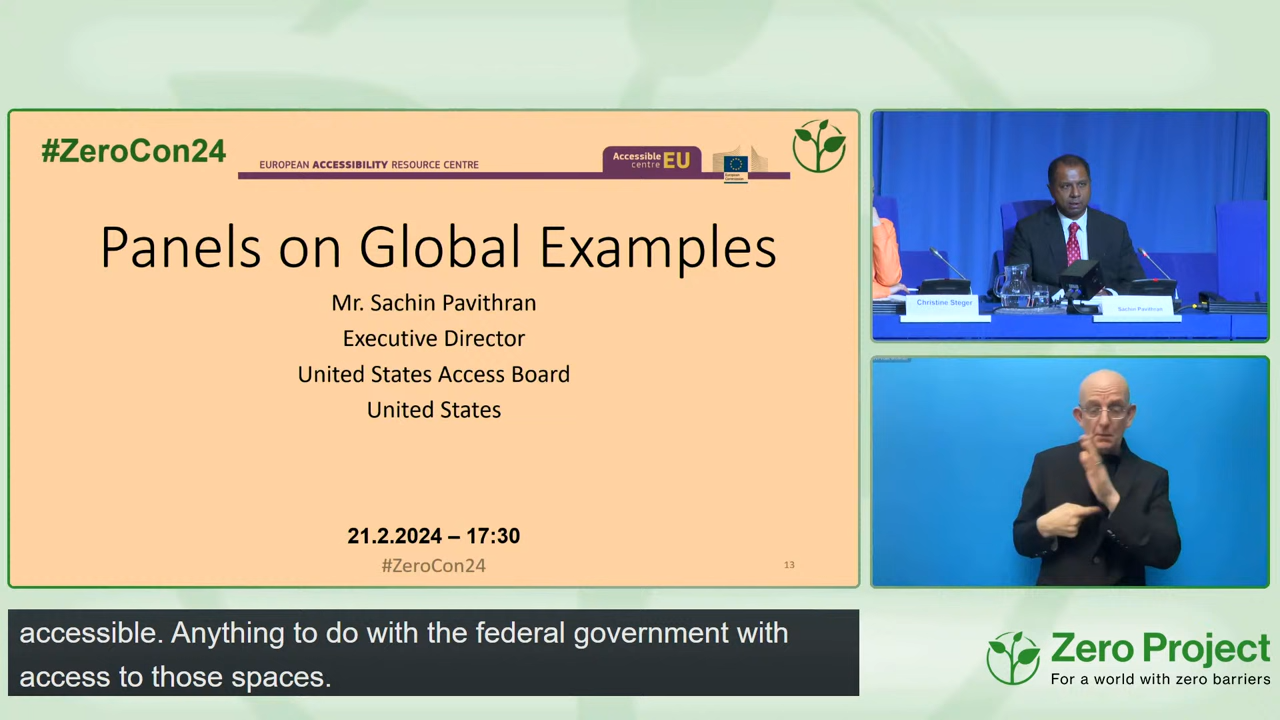 #ZeroCon24
EUROPEAN ACCESSIBILITY RESOURCE CENTRE
Accessible
centre EU
European
Commission
Panels on Global Examples
Mr. Sachin Pavithran
Executive Director
United States Access Board
United States
21.2.2024 – 17:30
#ZeroCon24
13
Christine Steger
Sachin Pavithran
accessible. Anything to do with the federal government with
access to those spaces.
Zero Project
For a world with zero barriers